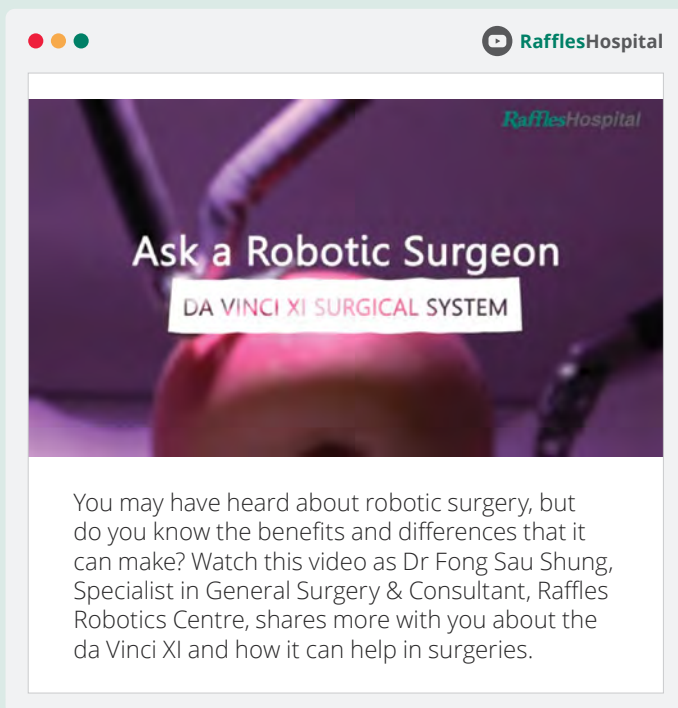 RafflesHospital
RafflesHospital
Ask a Robotic Surgeon
DA VINCI XI SURGICAL SYSTEM
You may have heard about robotic surgery, but
do you know the benefits and differences that it
can make? Watch this video as Dr Fong Sau Shung,
Specialist in General Surgery & Consultant, Raffles
Robotics Centre, shares more with you about the
da Vinci XI and how it can help in surgeries.